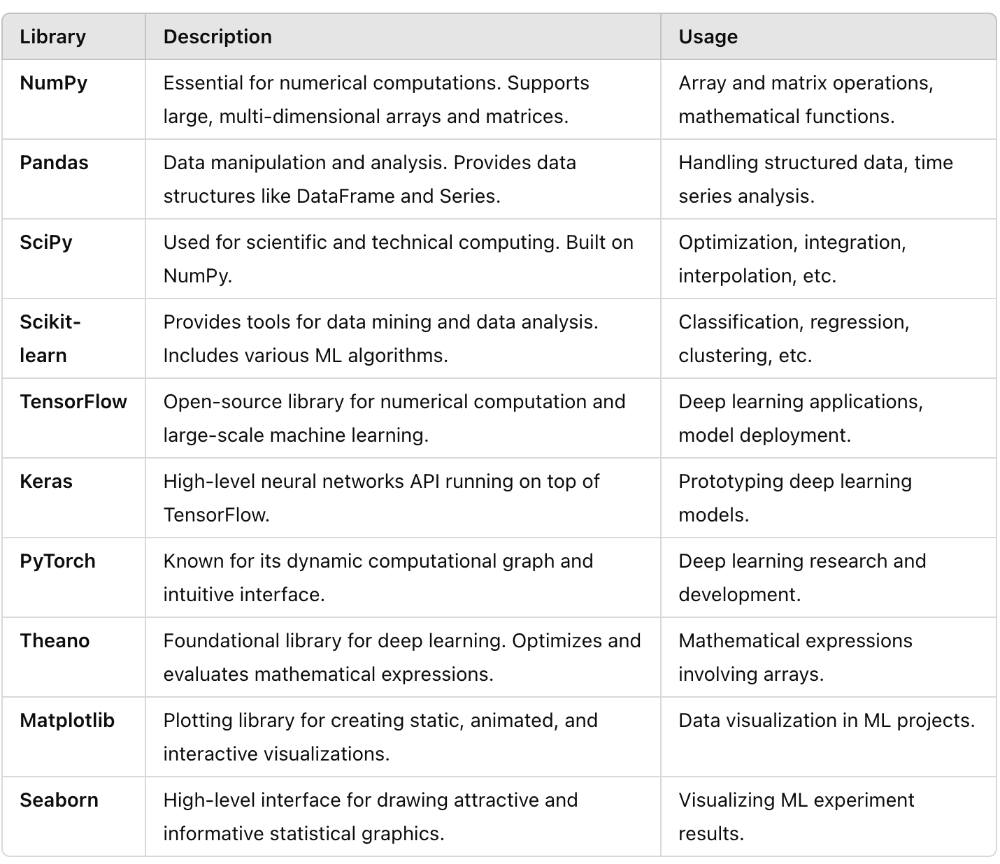 Library Description Usage
NumPy Essential for numerical computations. Supports Array and matrix operations,
large, multi-dimensional arrays and matrices. mathematical functions.
Pandas Data manipulation and analysis. Provides data Handling structured data, time
structures like DataFrame and Series. series analysis.
SciPy Used for scientific and technical computing. Built on Optimization, integration,
NumPy. interpolation, etc.
Scikit- Provides tools for data mining and data analysis. Classification, regression,
learn Includes various ML algorithms. clustering, etc.
TensorFlow Open-source library for numerical computation and Deep learning applications,
large-scale machine learning. model deployment.
Keras High-level neural networks API running on top of Prototyping deep learning
TensorFlow. models.
PyTorch Known for its dynamic computational graph and Deep learning research and
intuitive interface. development.
Theano Foundational library for deep learning. Optimizes and Mathematical expressions
evaluates mathematical expressions. involving arrays.
Matplotlib Plotting library for creating static, animated, and Data visualization in ML projects.
interactive visualizations.
Seaborn High-level interface for drawing attractive and Visualizing ML experiment
informative statistical graphics. results.